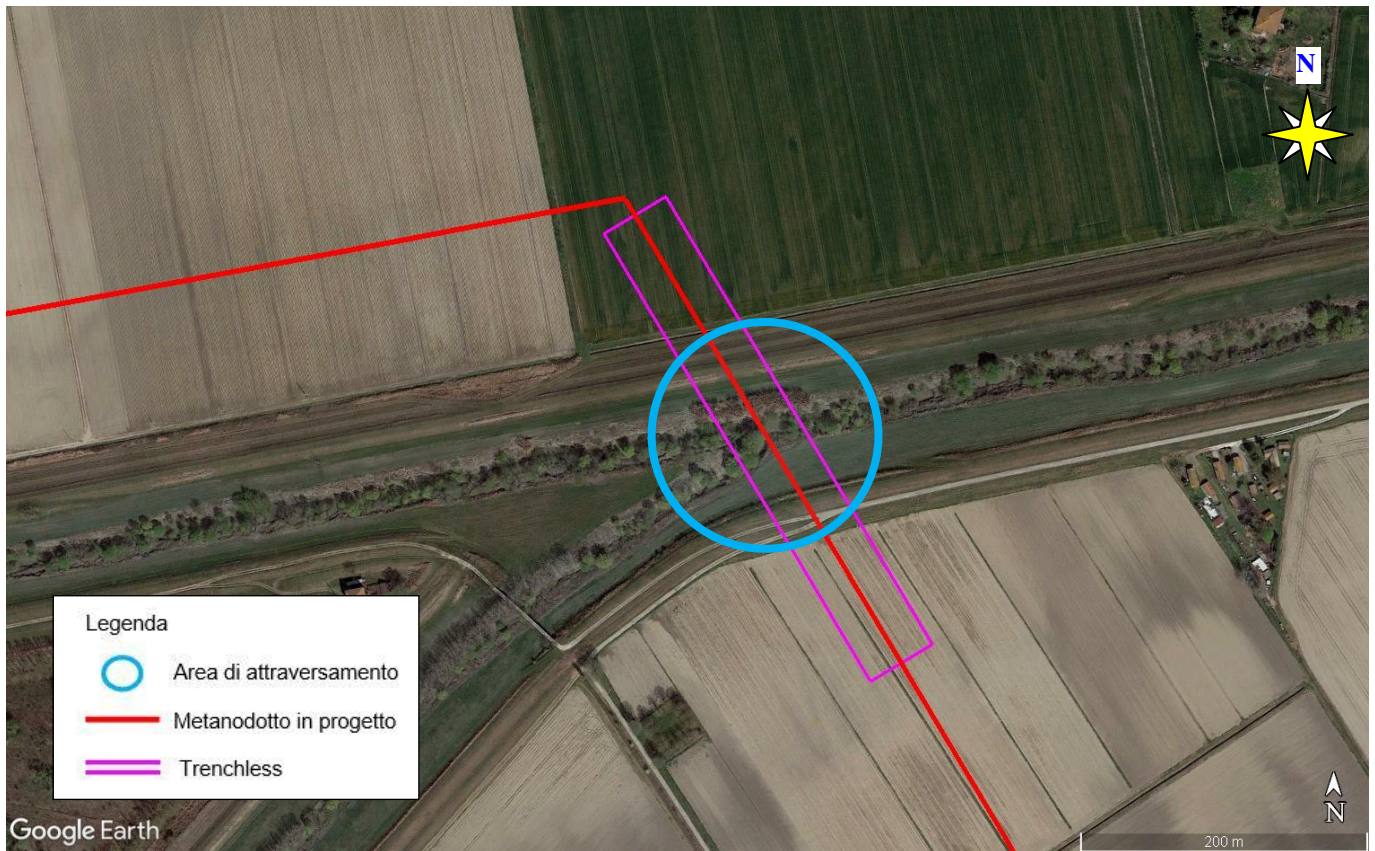 N
Legenda
Area di attraversamento
Metanodotto in progetto
Trenchless
Google Earth
N
200 m